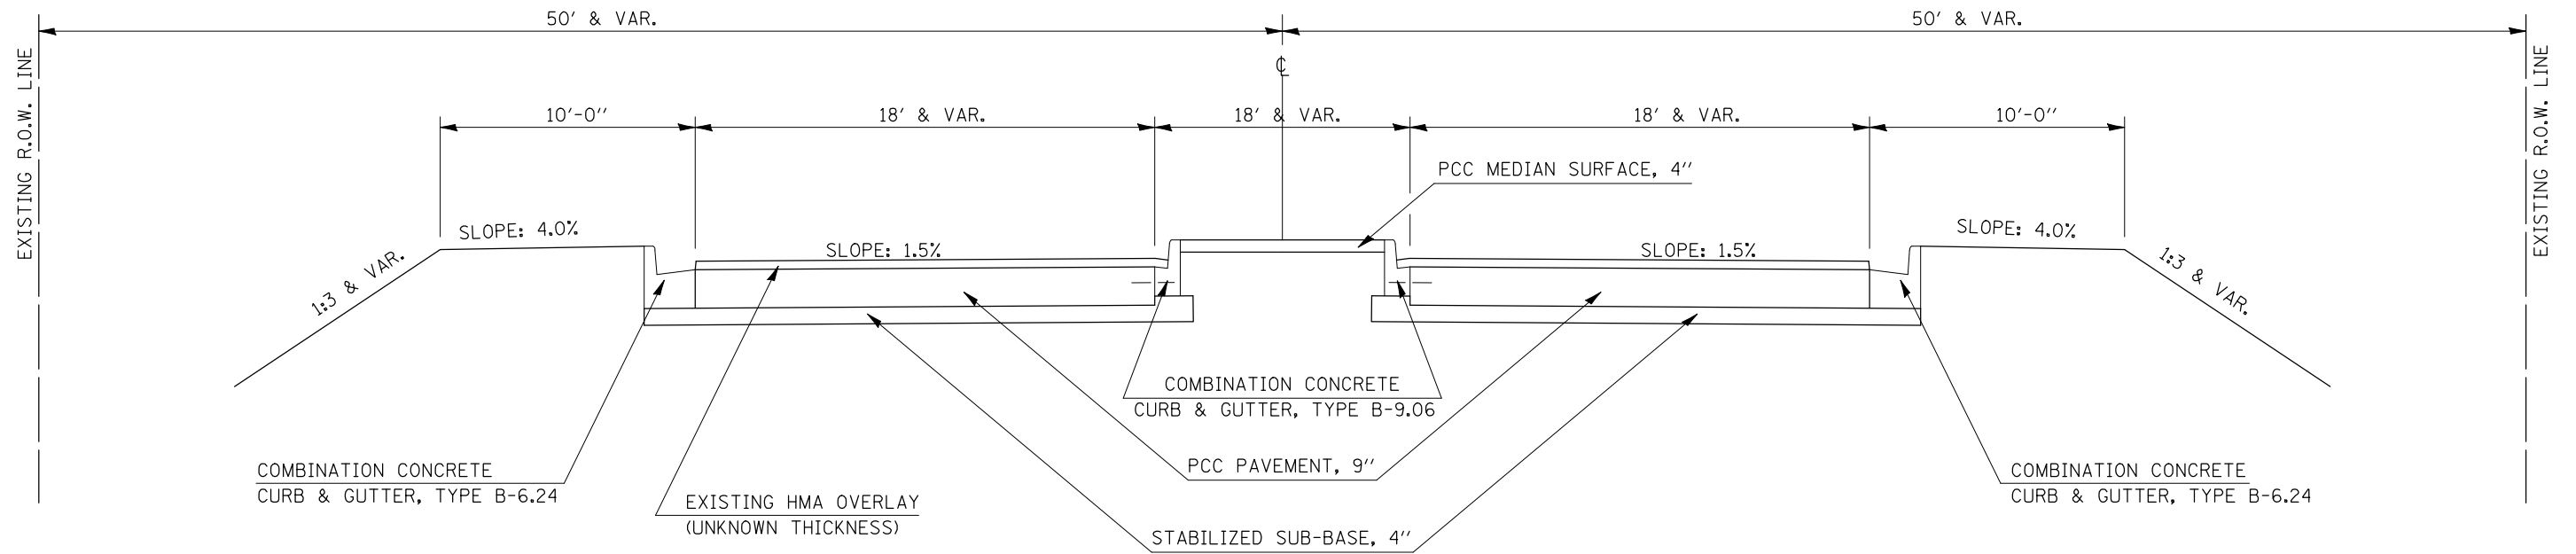 50' & VAR.
50' & VAR.
℄
10'-0"
18' & VAR.
18' & VAR.
18' & VAR.
10'-0"
EXISTING R.O.W. LINE
EXISTING R.O.W. LINE
PCC MEDIAN SURFACE, 4"
SLOPE: 4.0%
SLOPE: 1.5%
SLOPE: 1.5%
SLOPE: 4.0%
1:3 & VAR.
1:3 & VAR.
COMBINATION CONCRETE
CURB & GUTTER, TYPE B-9.06
COMBINATION CONCRETE
CURB & GUTTER, TYPE B-6.24
EXISTING HMA OVERLAY
(UNKNOWN THICKNESS)
PCC PAVEMENT, 9"
STABILIZED SUB-BASE, 4"
COMBINATION CONCRETE
CURB & GUTTER, TYPE B-6.24